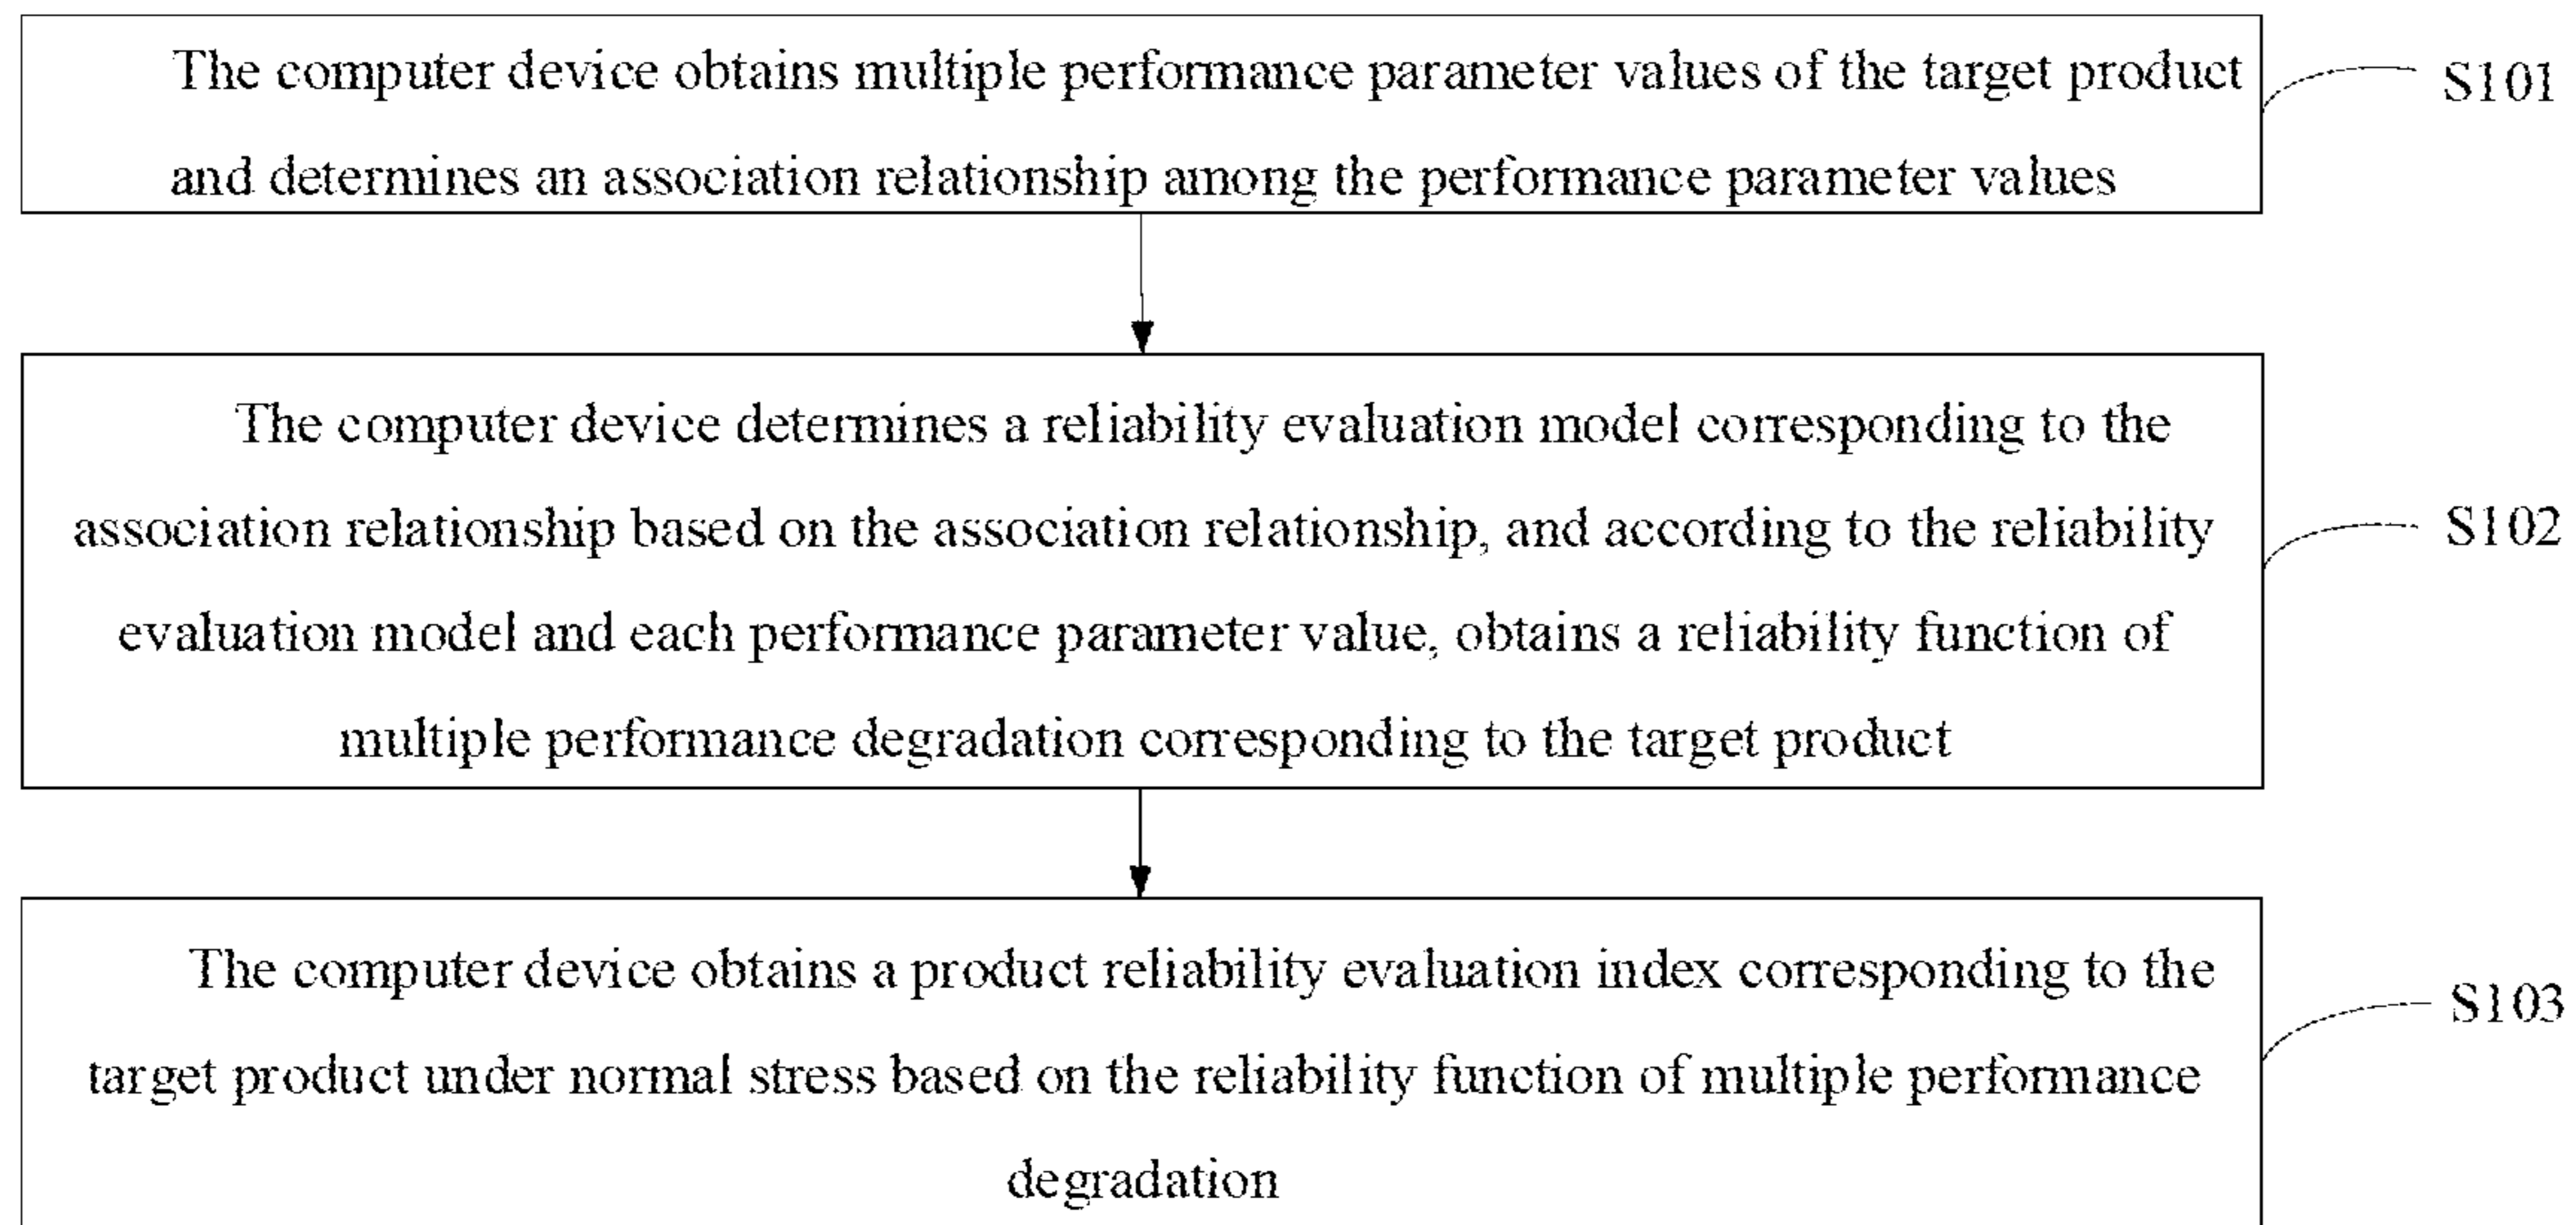 The computer device obtains multiple performance parameter values of the target product
and determines an association relationship among the performance parameter values
S101
The computer device determines a reliability evaluation model corresponding to the
association relationship based on the association relationship, and according to the reliability
evaluation model and each performance parameter value, obtains a reliability function of
multiple performance degradation corresponding to the target product
S102
The computer device obtains a product reliability evaluation index corresponding to the
target product under normal stress based on the reliability function of multiple performance
degradation
S103